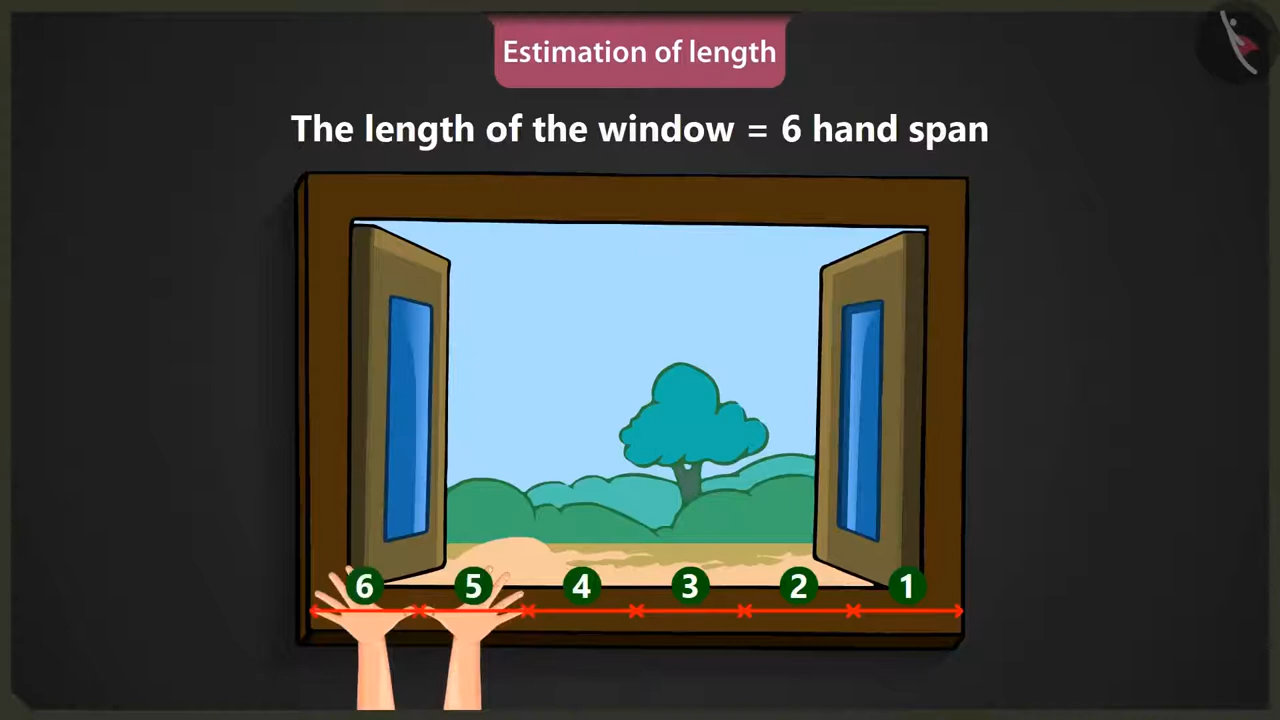 Estimation of length
The length of the window = 6 hand span
6 5 4 3 2 1